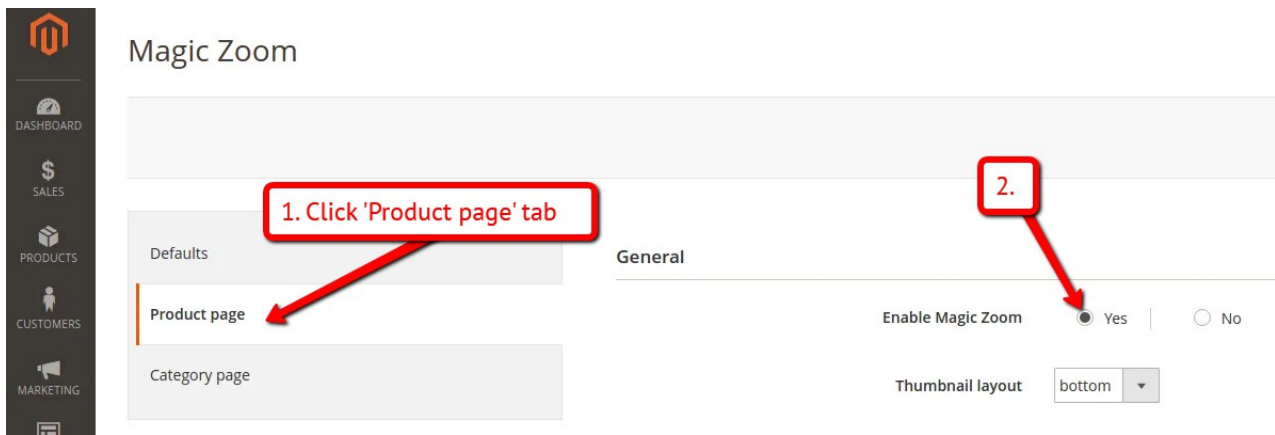 Magic Zoom
DASHBOARD
SALES
PRODUCTS
CUSTOMERS
MARKETING
1. Click 'Product page' tab
2.
Defaults
Product page
Category page
General
Enable Magic Zoom Yes No
Thumbnail layout bottom